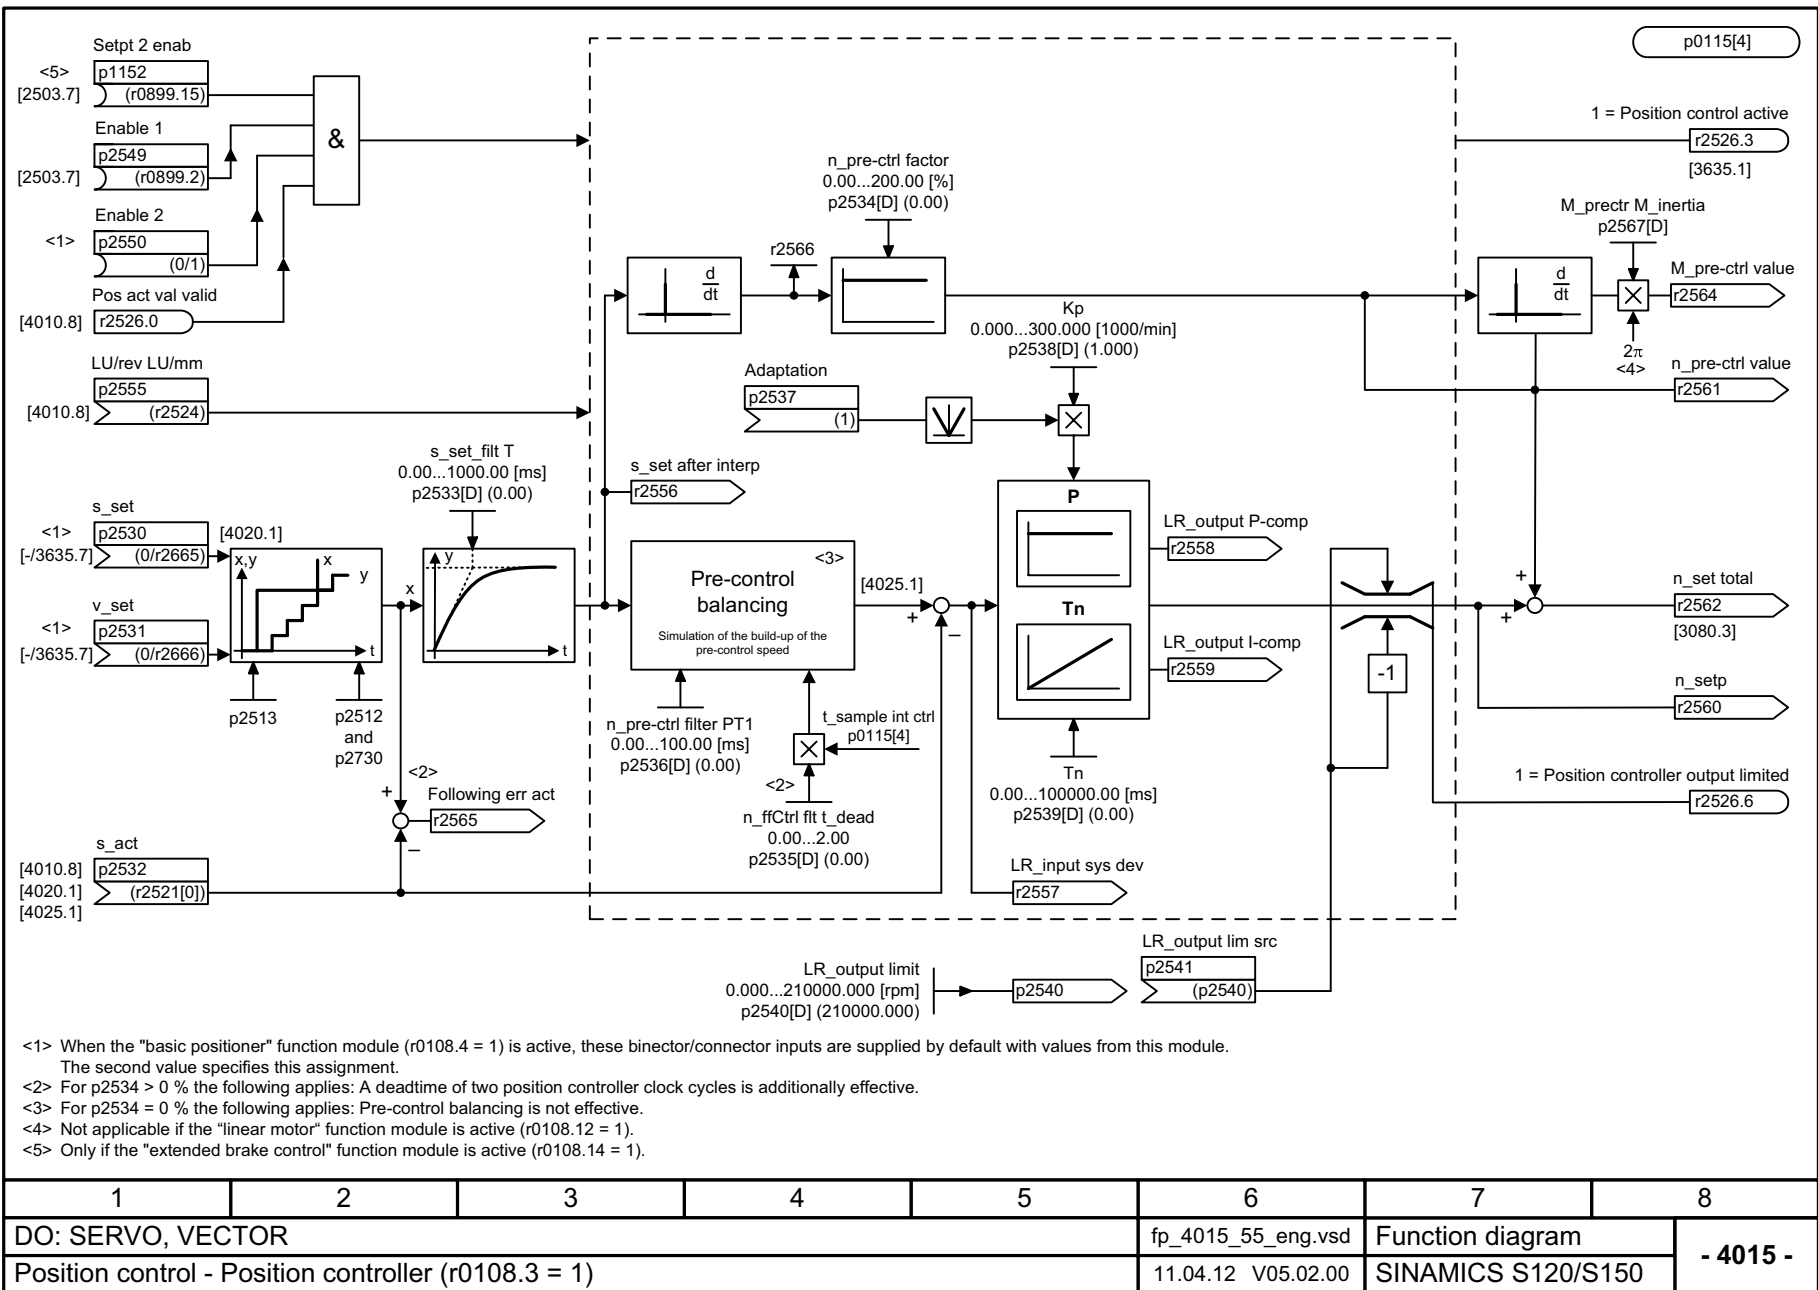 p0115[4]
Setpt 2 enab
<5>
p1152
[2503.7]
(r0899.15)
Enable 1
p2549
[2503.7]
(r0899.2)
Enable 2
<1>
p2550
(0/1)
Pos act val valid
[4010.8]
r2526.0
&
LU/rev LU/mm
p2555
[4010.8]
(r2524)
1 = Position control active
r2526.3
[3635.1]
n_pre-ctrl factor
0.00...200.00 [%]
p2534[D] (0.00)
r2566
d
dt
M_prectr M_inertia
p2567[D]
d
dt
M_pre-ctrl value
r2564
2π
<4>
n_pre-ctrl value
r2561
Kp
0.000...300.000 [1000/min]
p2538[D] (1.000)
Adaptation
p2537
(1)
s_set_filt T
0.00...1000.00 [ms]
p2533[D] (0.00)
s_set after interp
r2556
s_set
<1>
p2530
[4020.1]
[-/3635.7]
(0/r2665)
v_set
<1>
p2531
[-/3635.7]
(0/r2666)
x,y
x
y
t
x
y
t
p2513
p2512
and
p2730
<3>
Pre-control
balancing
Simulation of the build-up of the
pre-control speed
[4025.1]
+
–
P
Tn
LR_output P-comp
r2558
LR_output I-comp
r2559
-1
+
+
n_set total
r2562
[3080.3]
n_setp
r2560
n_pre-ctrl filter PT1
0.00...100.00 [ms]
p2536[D] (0.00)
t_sample int ctrl
p0115[4]
<2>
n_ffCtrl flt t_dead
0.00...2.00
p2535[D] (0.00)
Tn
0.00...100000.00 [ms]
p2539[D] (0.00)
1 = Position controller output limited
r2526.6
<2>
+
Following err act
r2565
–
s_act
[4010.8]
p2532
[4020.1]
(r2521[0])
[4025.1]
LR_input sys dev
r2557
LR_output limit
0.000...210000.000 [rpm]
p2540[D] (210000.000)
p2540
LR_output lim src
p2541
(p2540)
<1> When the "basic positioner" function module (r0108.4 = 1) is active, these binector/connector inputs are supplied by default with values from this module.
The second value specifies this assignment.
<2> For p2534 > 0 % the following applies: A deadtime of two position controller clock cycles is additionally effective.
<3> For p2534 = 0 % the following applies: Pre-control balancing is not effective.
<4> Not applicable if the “linear motor“ function module is active (r0108.12 = 1).
<5> Only if the "extended brake control" function module is active (r0108.14 = 1).
1 2 3 4 5 6 7 8
DO: SERVO, VECTOR
fp_4015_55_eng.vsd
Function diagram
- 4015 -
Position control - Position controller (r0108.3 = 1)
11.04.12 V05.02.00
SINAMICS S120/S150